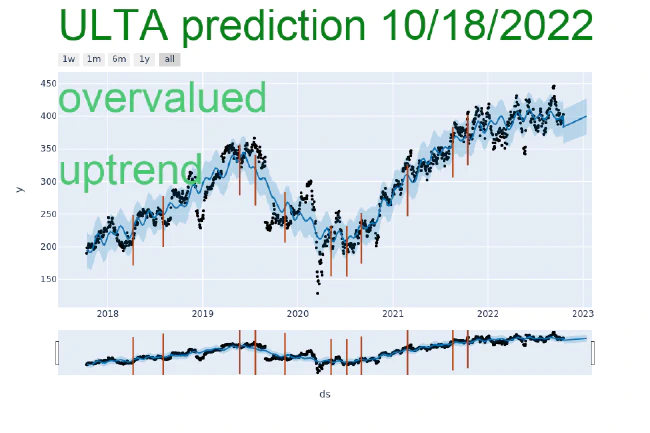 ULTA prediction 10/18/2022
1w 1m 6m 1y all
overvalued
uptrend
450
400
350
300
250
200
150
y
2018 2019 2020 2021 2022 2023
ds